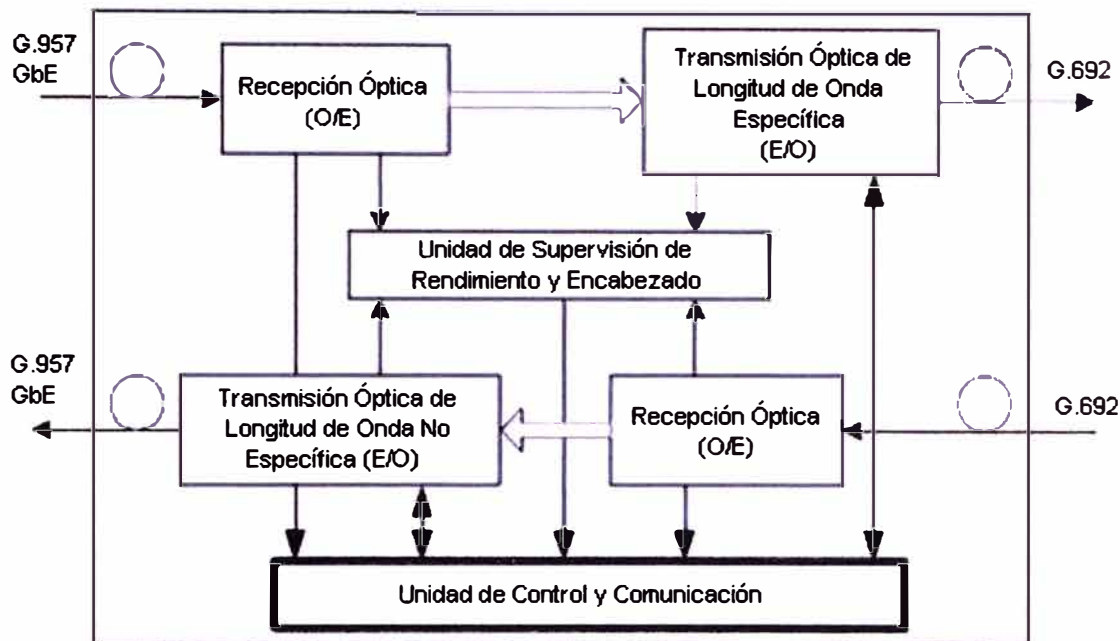 G.957
GbE
Recepción Óptica
(O/E)
Transmisión Óptica de
Longitud de Onda
Específica
(E/O)
G.692
Unidad de Supervisión de
Rendimiento y Encabezado
G.957
GbE
Transmisión Óptica de
Longitud de Onda No
Específica (E/O)
Recepción Óptica
(O/E)
G.692
Unidad de Control y Comunicación